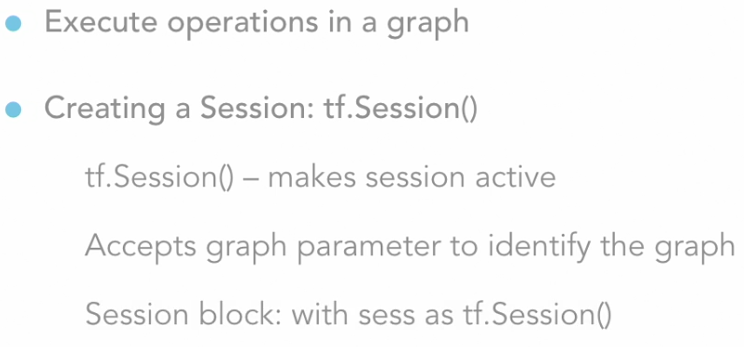 Execute operations in a graph
Creating a Session: tf.Session()
tf.Session() – makes session active
Accepts graph parameter to identify the graph
Session block: with sess as tf.Session()